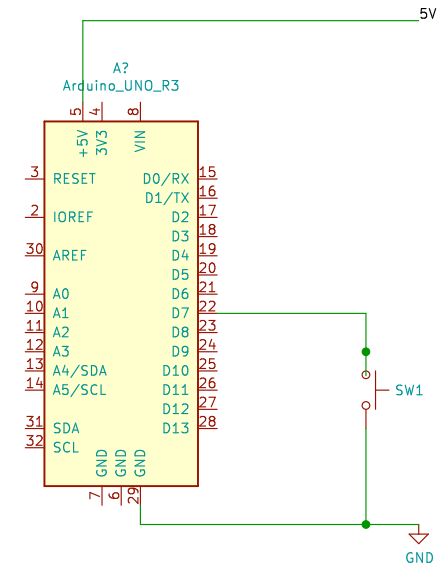 5V
A?
Arduino_UNO_R3
5 4 8
+5V 3V3 VIN
3 RESET D0/RX 15
D1/TX 16
2 IOREF D2 17
D3 18
30 AREF D4 19
D5 20
9 A0 D6 21
10 A1 D7 22
11 A2 D8 23
12 A3 D9 24
13 A4/SDA D10 25
14 A5/SCL D11 26
SW1
D12 27
31 SDA D13 28
32 SCL
GND GND GND
7 6 29
GND